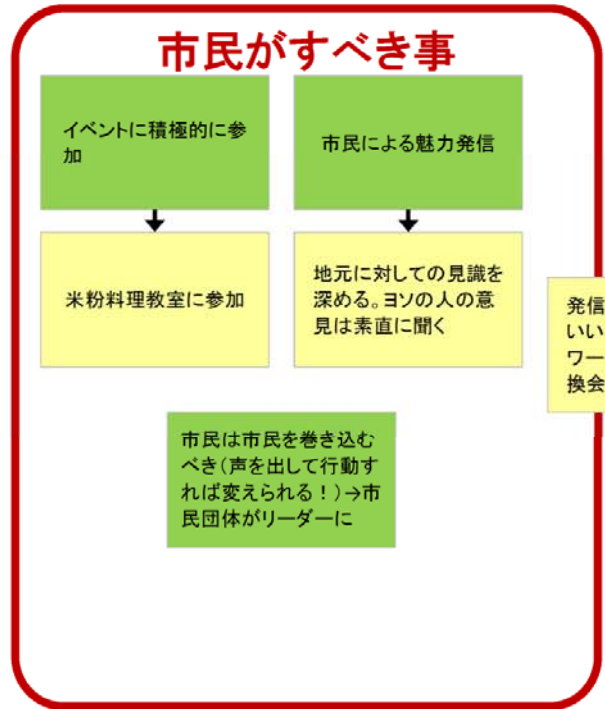 市民がすべき事
イベントに積極的に参
加
市民による魅力発信
米粉料理教室に参加
地元に対しての見識を
深める。ヨソの人の意
見は素直に聞く
発信
いい
ワー
換会
市民は市民を巻き込む
べき(声を出して行動す
れば変えられる！)→市
民団体がリーダーに